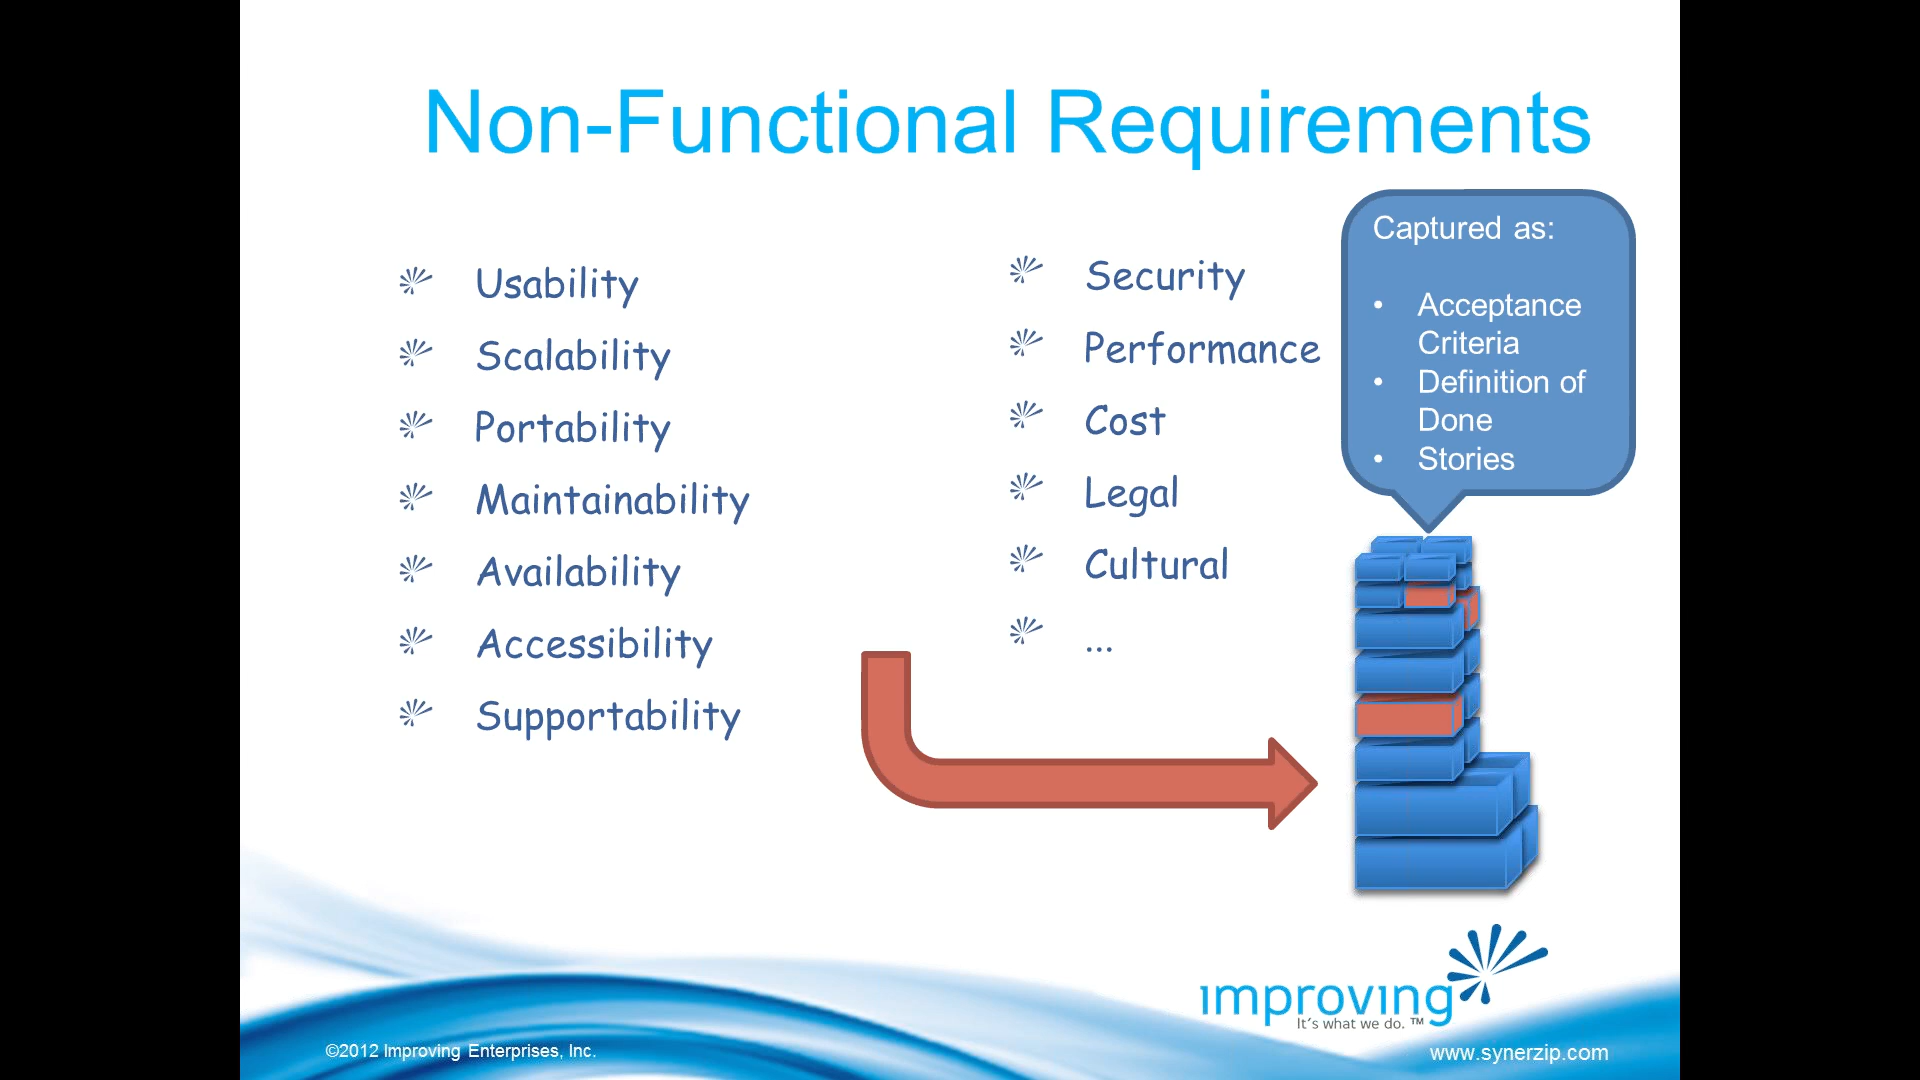 Non-Functional Requirements
Usability
Scalability
Portability
Maintainability
Availability
Accessibility
Supportability
Security
Performance
Cost
Legal
Cultural
...
Captured as:
• Acceptance
Criteria
• Definition of
Done
• Stories
improving
It's what we do. ™
©2012 Improving Enterprises, Inc.
www.synerzip.com